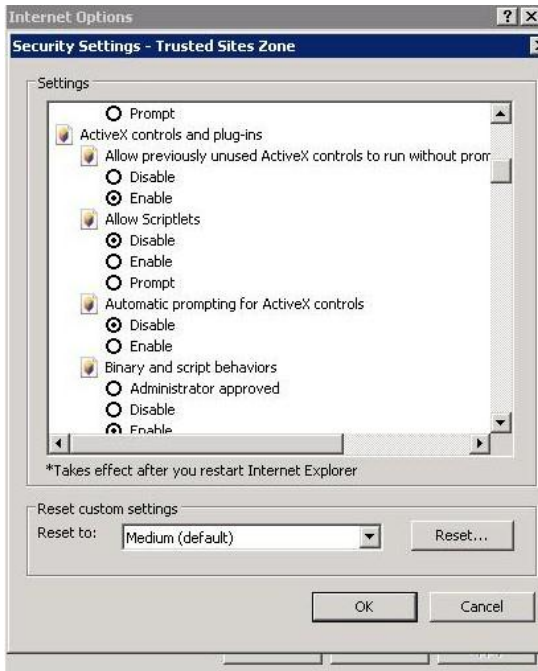 Internet Options
Security Settings - Trusted Sites Zone
Settings
Prompt
ActiveX controls and plug-ins
Allow previously unused ActiveX controls to run without prom
Disable
Enable
Allow Scriptlets
Disable
Enable
Prompt
Automatic prompting for ActiveX controls
Disable
Enable
Binary and script behaviors
Administrator approved
Disable
Enable
*Takes effect after you restart Internet Explorer
Reset custom settings
Reset to: Medium (default) Reset...
OK Cancel